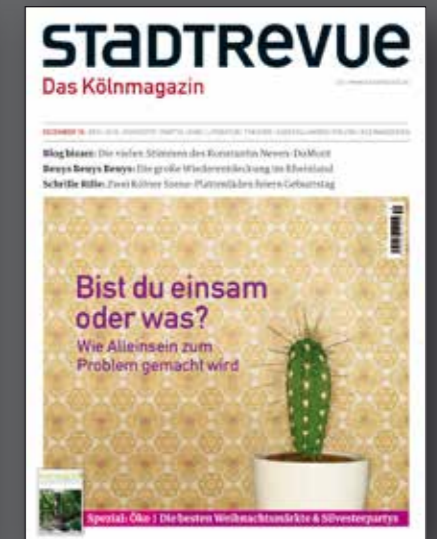 STaDTRevue
Das Kölnmagazin
DEZEMBER 10
Blog bizarr: Die vielen Stimmen des Konstantin Neven DuMont
Beuys Beuys Beuys: Die große Wiederentdeckung im Rheinland
Schrille Rille: Zwei Kölner Szene-Plattenläden feiern Geburtstag
Bist du einsam
oder was?
Wie Alleinsein zum
Problem gemacht wird
Spezial: Öko | Die besten Weihnachtsmärkte & Silvesterpartys